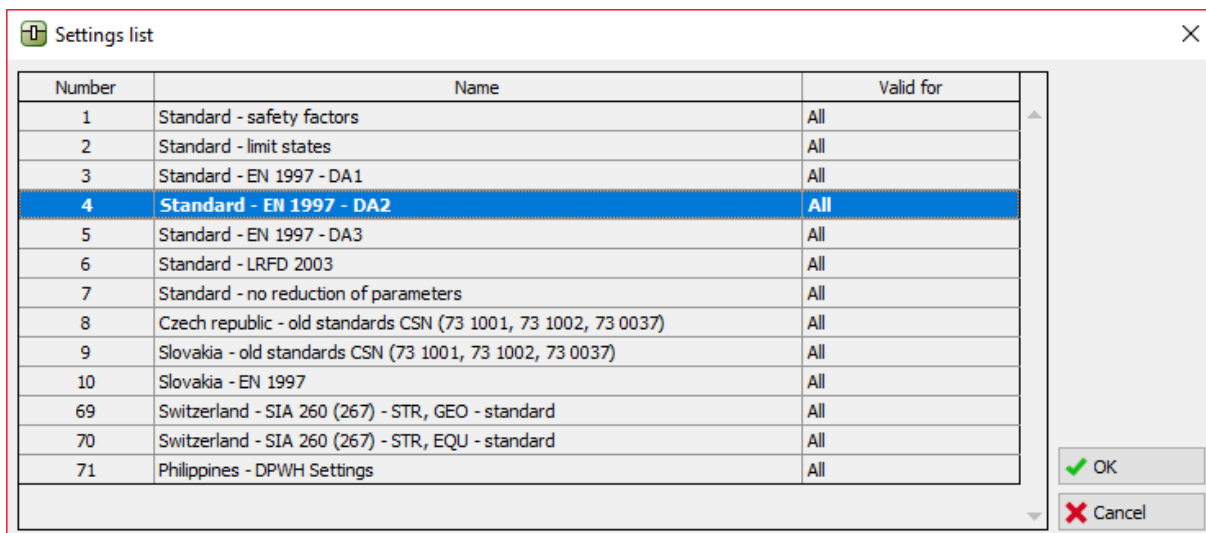 Settings list
Number Name Valid for
1 Standard - safety factors All
2 Standard - limit states All
3 Standard - EN 1997 - DA1 All
4 Standard - EN 1997 - DA2 All
5 Standard - EN 1997 - DA3 All
6 Standard - LRFD 2003 All
7 Standard - no reduction of parameters All
8 Czech republic - old standards CSN (73 1001, 73 1002, 73 0037) All
9 Slovakia - old standards CSN (73 1001, 73 1002, 73 0037) All
10 Slovakia - EN 1997 All
69 Switzerland - SIA 260 (267) - STR, GEO - standard All
70 Switzerland - SIA 260 (267) - STR, EQU - standard All
71 Philippines - DPWH Settings All
OK
Cancel